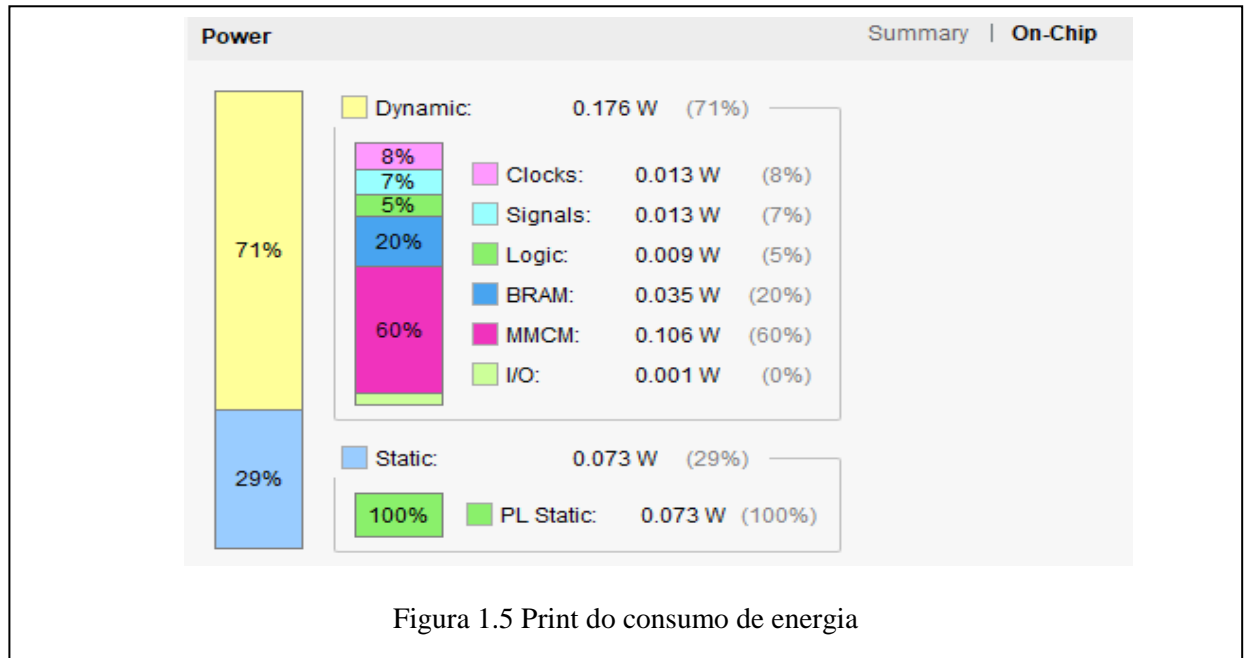 Power Summary | On-Chip
71%
29%
Dynamic: 0.176 W (71%)
8%
7%
5%
20%
60%
Clocks: 0.013 W (8%)
Signals: 0.013 W (7%)
Logic: 0.009 W (5%)
BRAM: 0.035 W (20%)
MMCM: 0.106 W (60%)
I/O: 0.001 W (0%)
Static: 0.073 W (29%)
100% PL Static: 0.073 W (100%)
Figura 1.5 Print do consumo de energia